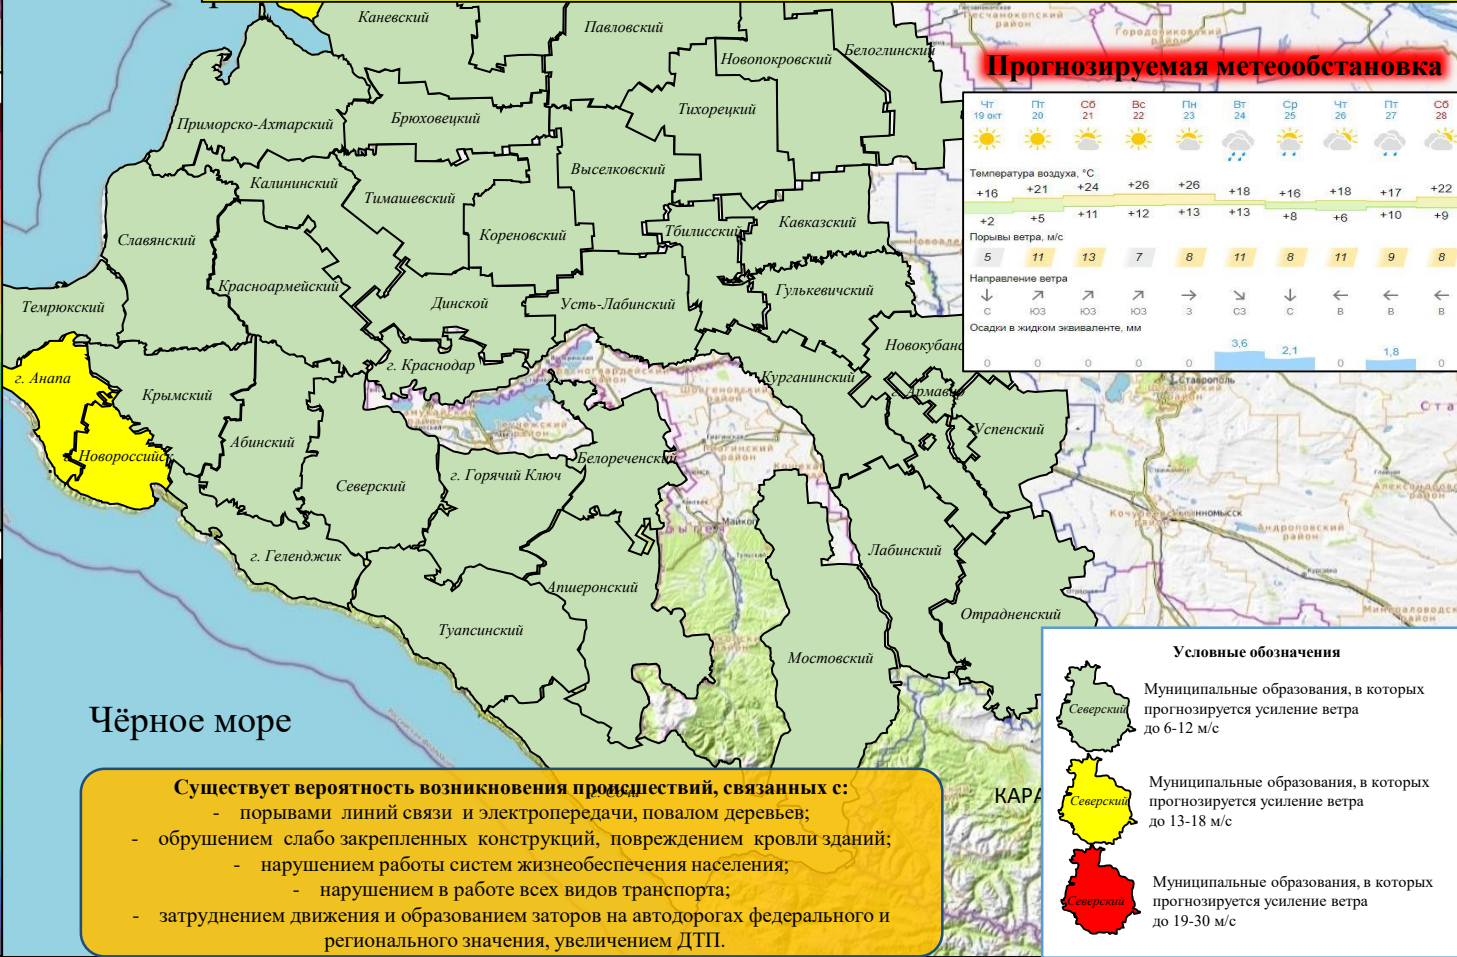 Каневский
Павловский
Новопокровский
Белоглинский
Тихорецкий
Приморско-Ахтарский
Брюховецкий
Выселковский
Калининский
Тимашевский
Славянский
Кореновский
Тбилисский
Кавказский
Красноармейский
Темрюкский
Динской
Усть-Лабинский
Гулькевичский
Новокубанс
г. Анапа
Крымский
г. Краснодар
Курганинский
г. Армавир
Успенский
Абинский
Новороссийск
Северский
г. Горячий Ключ
Белореченский
Майкоп
Ставрополь
Лабинский
г. Геленджик
Апшеронский
Туапсинский
Мостовский
Отрадненский
Андроповский
район
Чёрное море
КАРА
Прогнозируемая метеообстановка
Чт Пт Сб Вс Пн Вт Ср Чт Пт Сб
19 окт 20 21 22 23 24 25 26 27 28
Температура воздуха, °C
+16 +21 +24 +26 +26 +18 +16 +18 +17 +22
+2 +5 +11 +12 +13 +13 +8 +6 +10 +9
Порывы ветра, м/с
5 11 13 7 8 11 8 11 9 8
Направление ветра
С ЮЗ ЮЗ ЮЗ З СЗ С В В В
Осадки в жидком эквиваленте, мм
0 0 0 0 0 3,6 2,1 0 1,8 0
Существует вероятность возникновения происшествий, связанных с:
- порывами линий связи и электропередачи, повалом деревьев;
- обрушением слабо закрепленных конструкций, повреждением кровли зданий;
- нарушением работы систем жизнеобеспечения населения;
- нарушением в работе всех видов транспорта;
- затруднением движения и образованием заторов на автодорогах федерального и
регионального значения, увеличением ДТП.
Условные обозначения
Северский
Муниципальные образования, в которых
прогнозируется усиление ветра
до 6-12 м/с
Северский
Муниципальные образования, в которых
прогнозируется усиление ветра
до 13-18 м/с
Северский
Муниципальные образования, в которых
прогнозируется усиление ветра
до 19-30 м/с